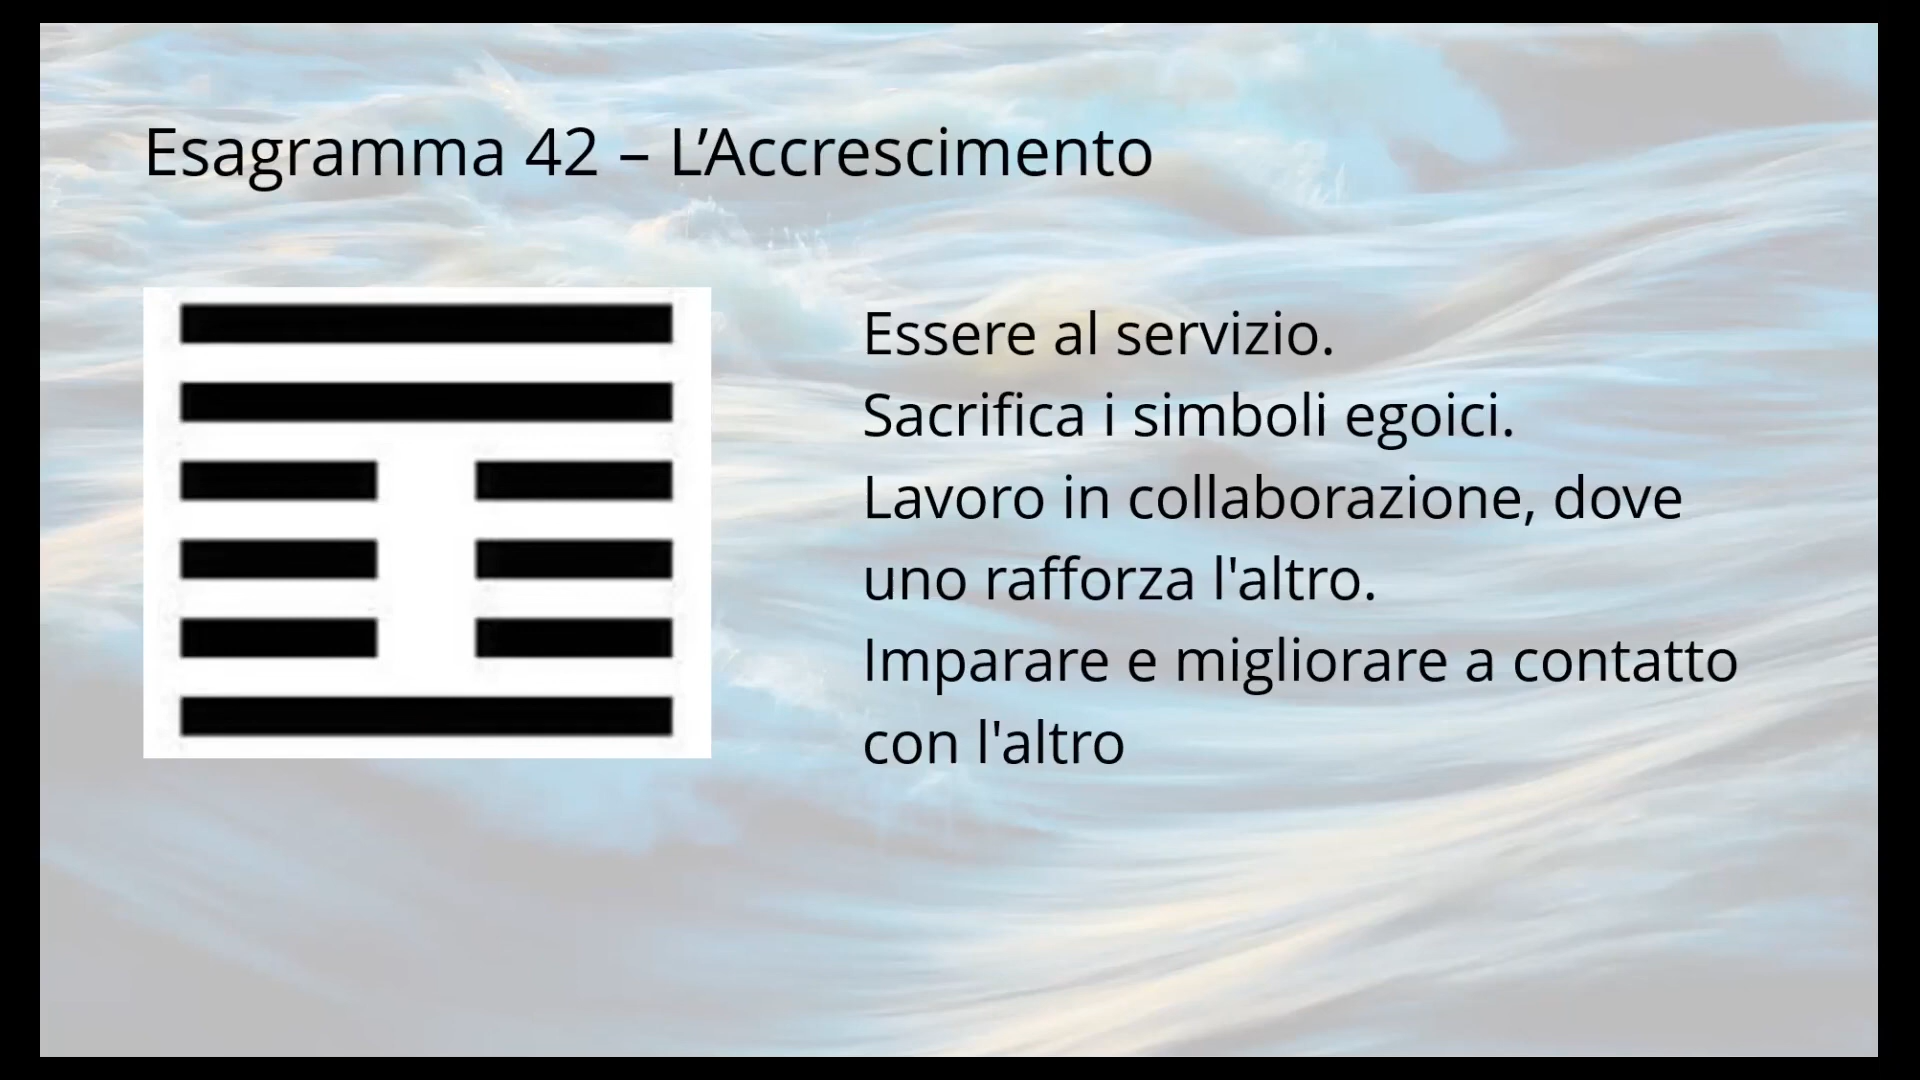 Esagramma 42 – L’Accrescimento
Essere al servizio.
Sacrifica i simboli egoici.
Lavoro in collaborazione, dove
uno rafforza l'altro.
Imparare e migliorare a contatto
con l'altro